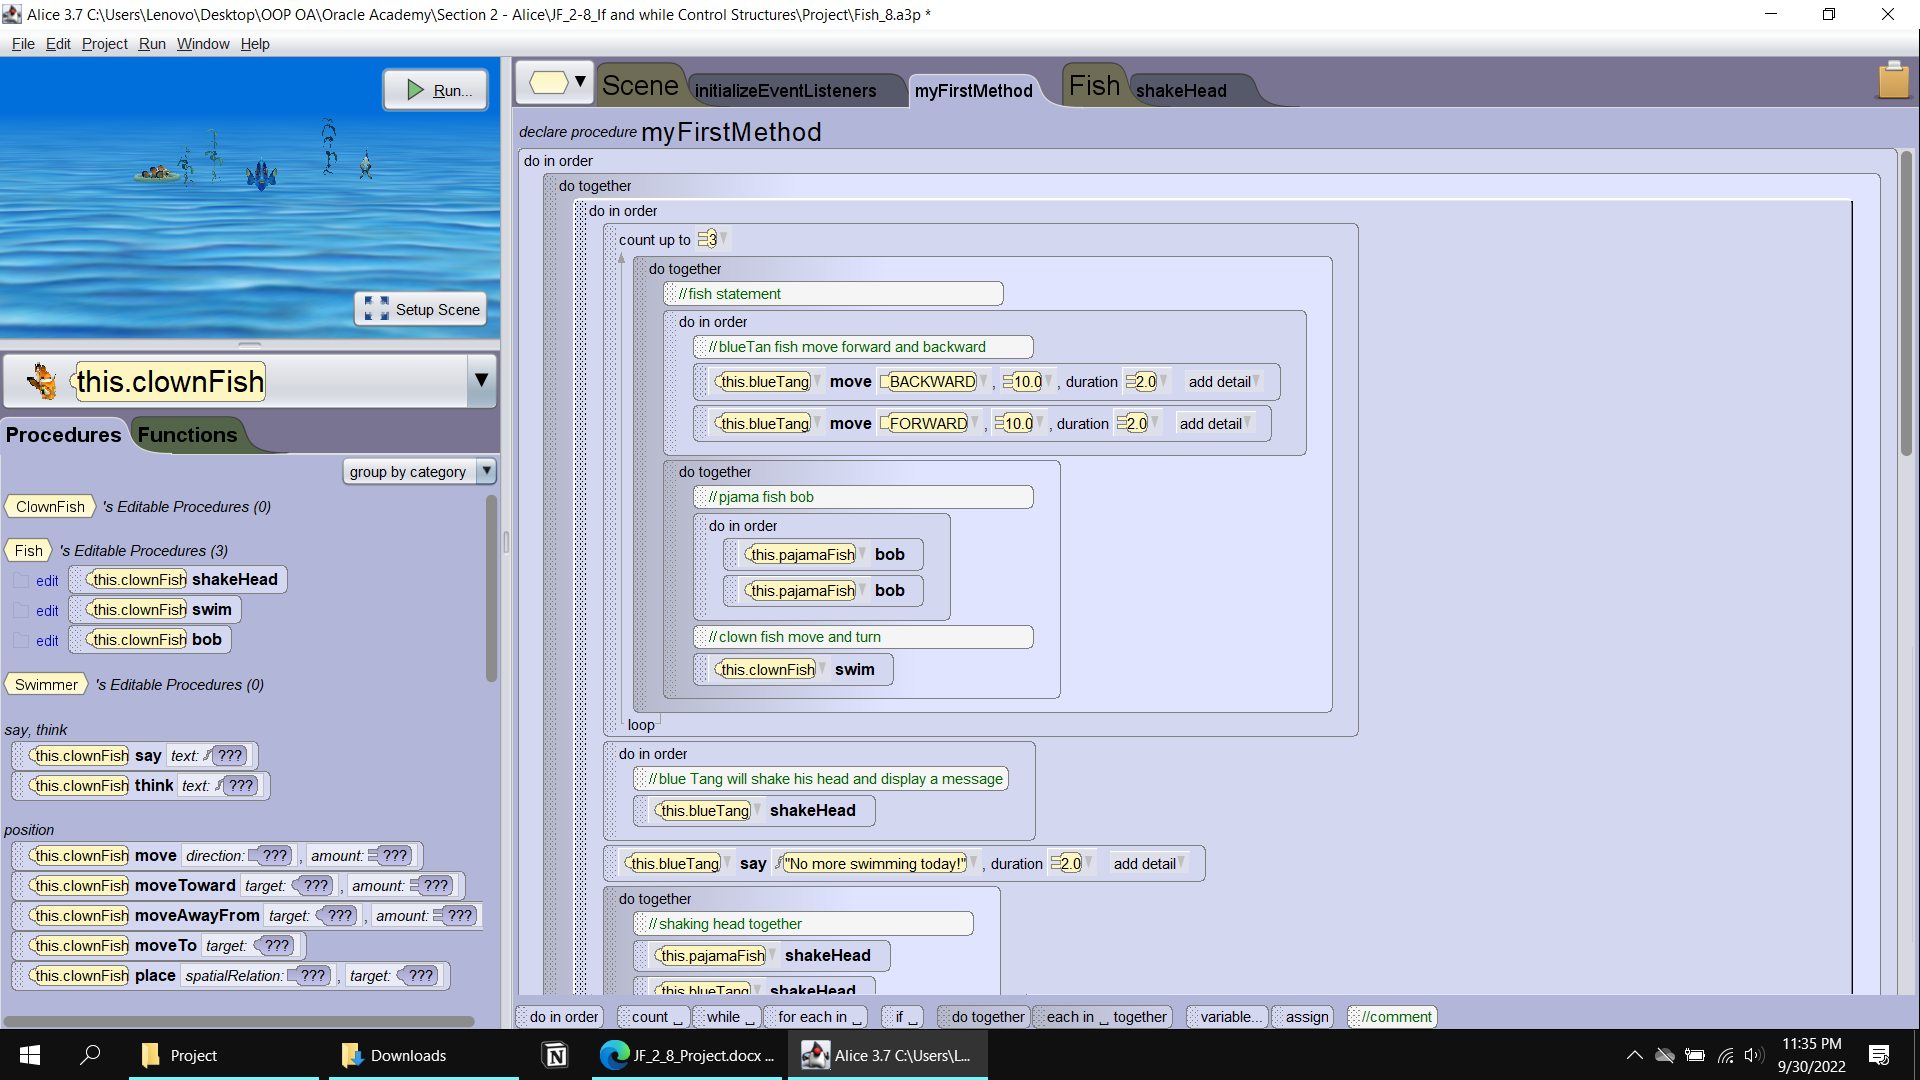 Alice 3.7 C:\Users\Lenovo\Desktop\OOP OA\Oracle Academy\Section 2 - Alice\JF_2-8_If and while Control Structures\Project\Fish_8.a3p *
File Edit Project Run Window Help
Run...
Setup Scene
this.clownFish
Procedures Functions
group by category
ClownFish 's Editable Procedures (0)
Fish 's Editable Procedures (3)
edit this.clownFish shakeHead
edit this.clownFish swim
edit this.clownFish bob
Swimmer 's Editable Procedures (0)
say, think
this.clownFish say text: ???
this.clownFish think text: ???
position
this.clownFish move direction: ??? , amount: ???
this.clownFish moveToward target: ??? , amount: ???
this.clownFish moveAwayFrom target: ??? , amount: ???
this.clownFish moveTo target: ???
this.clownFish place spatialRelation: ??? , target: ???
Scene initializeEventListeners myFirstMethod Fish shakeHead
declare procedure myFirstMethod
do in order
do together
do in order
count up to 3
do together
//fish statement
do in order
//blueTan fish move forward and backward
this.blueTang move BACKWARD , 10.0 , duration 2.0 add detail
this.blueTang move FORWARD , 10.0 , duration 2.0 add detail
do together
//pjama fish bob
do in order
this.pajamaFish bob
this.pajamaFish bob
//clown fish move and turn
this.clownFish swim
loop
do in order
//blue Tang will shake his head and display a message
this.blueTang shakeHead
this.blueTang say "No more swimming today!" , duration 2.0 add detail
do together
//shaking head together
this.pajamaFish shakeHead
this.blueTang shakeHead
do in order count _ while _ for each in _ if _ do together each in _ together variable... assign //comment
Project Downloads JF_2_8_Project.docx ... Alice 3.7 C:\Users\L...
11:35 PM
9/30/2022